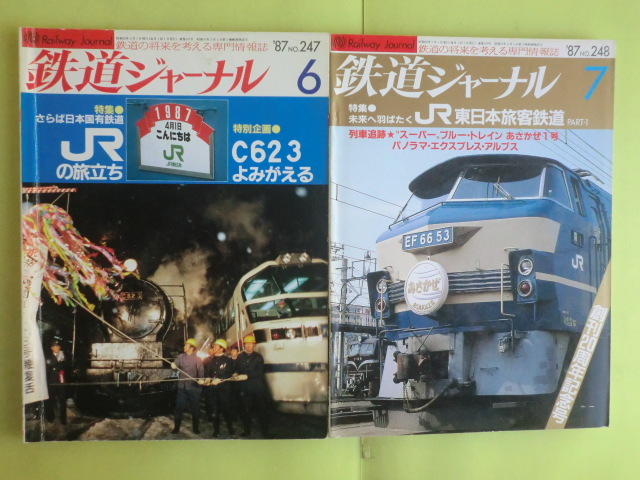 Railway Journal
鉄道の将来を考える専門情報誌
'87 NO.247
鉄道ジャーナル
6
特集●
さらば日本国有鉄道
JR
の旅立ち
1987
4月1日
こんにちは
JR
特別企画●
C623
よみがえる
Railway Journal
鉄道の将来を考える専門情報誌
'87 NO.248
鉄道ジャーナル
7
特集●
未来へ羽ばたく JR東日本旅客鉄道 PART-1
列車追跡★"スーパー"ブルー・トレイン あさかぜ1号
パノラマ・エクスプレス・アルプス
EF 66 53
あさかぜ
JR